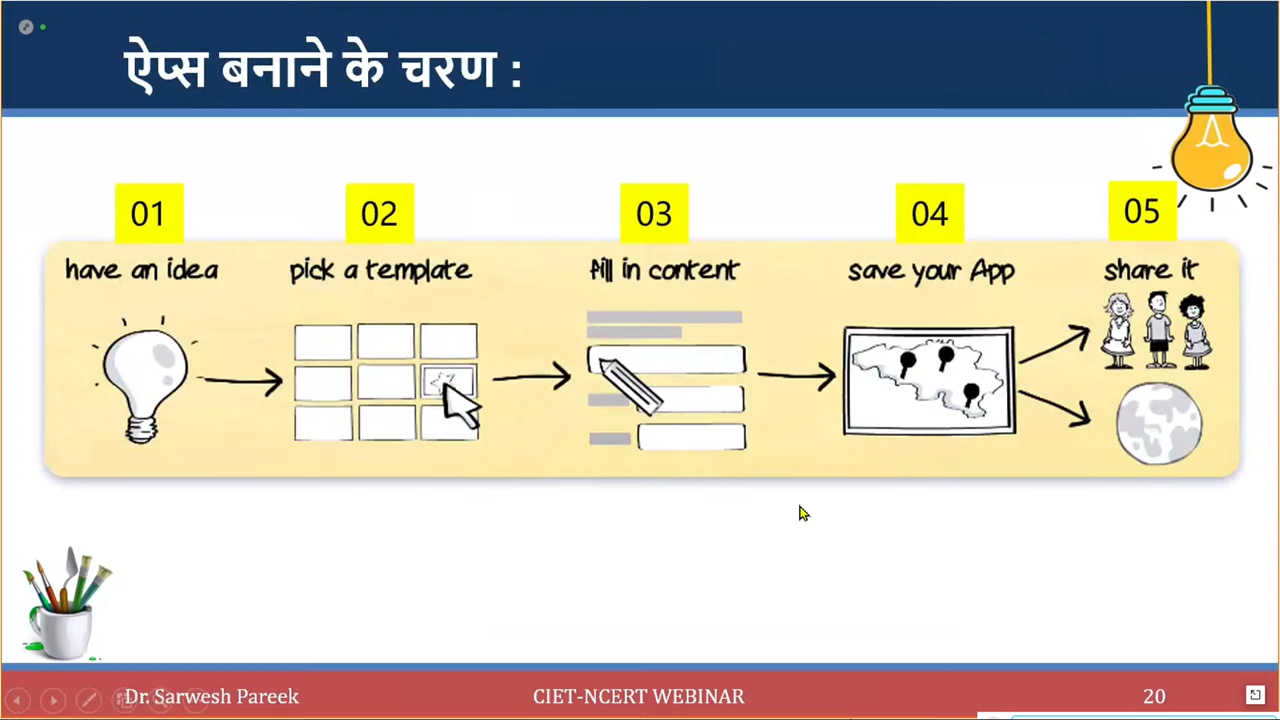 ऐप्स बनाने के चरण :
01 02 03 04 05
have an idea pick a template fill in content save your App share it
Dr. Sarwesh Pareek CIET-NCERT WEBINAR 20